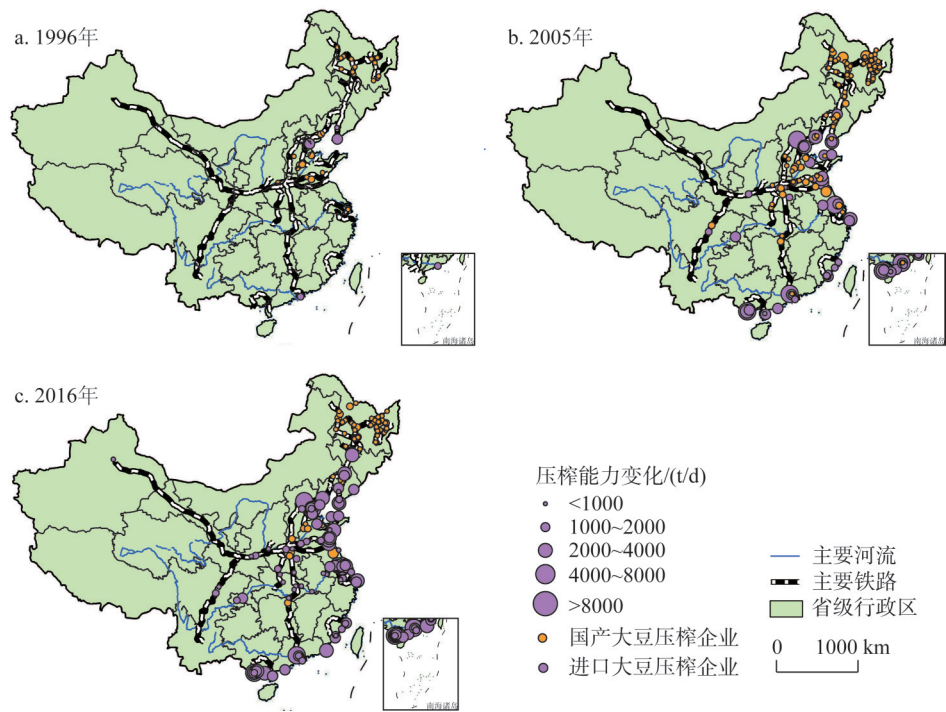 a. 1996年
b. 2005年
南海诸岛
南海诸岛
c. 2016年
压榨能力变化/(t/d)
<1000
1000~2000
2000~4000
4000~8000
>8000
国产大豆压榨企业
进口大豆压榨企业
主要河流
主要铁路
省级行政区
0 1000 km
南海诸岛